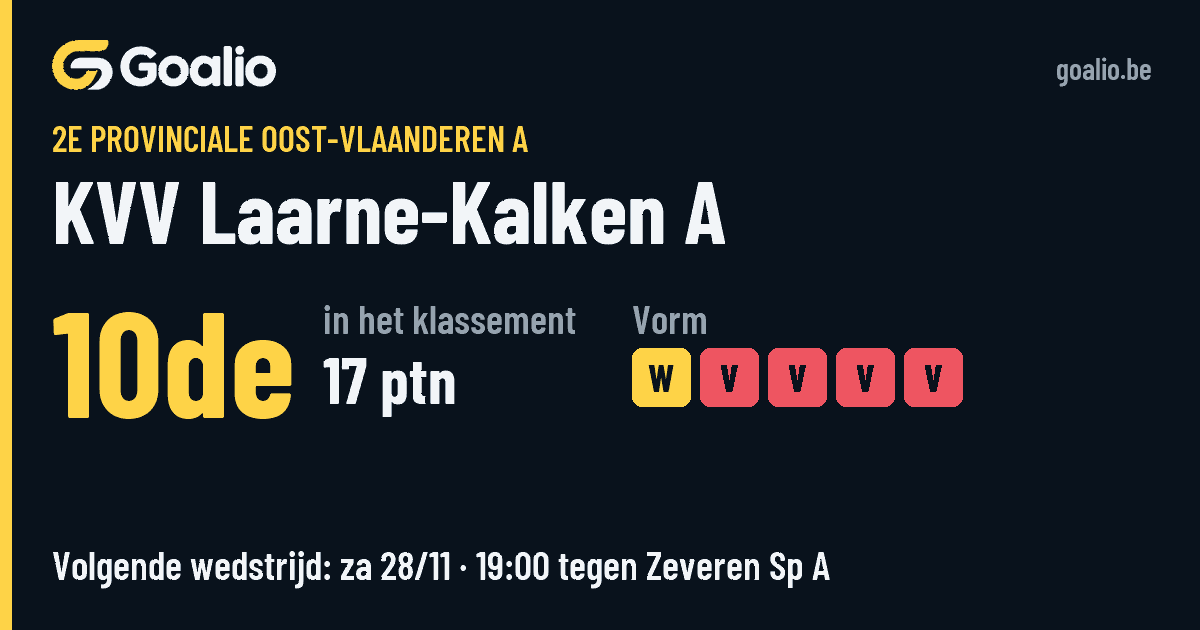 Goalio
goalio.be
2E PROVINCIALE OOST-VLAANDEREN A
KVV Laarne-Kalken A
10de
in het klassement
17 ptn
Vorm
W V V V V
Volgende wedstrijd: za 28/11 · 19:00 tegen Zeveren Sp A